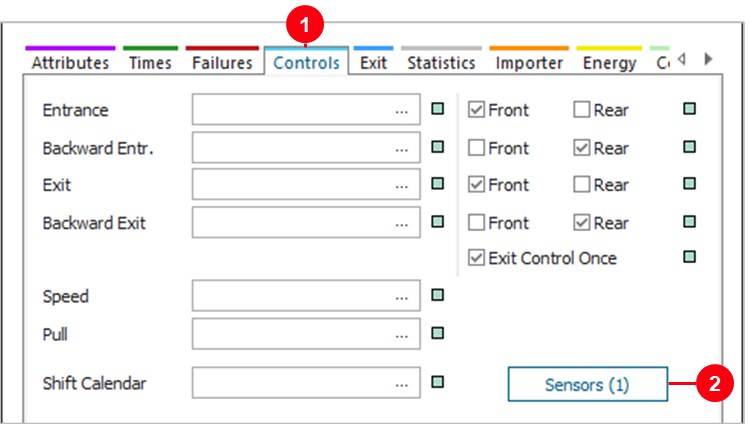 1
Attributes Times Failures Controls Exit Statistics Importer Energy
Entrance ... Front Rear
Backward Entr. ... Front Rear
Exit ... Front Rear
Backward Exit ... Front Rear
Exit Control Once
Speed ...
Pull ...
Shift Calendar ... Sensors (1) 2